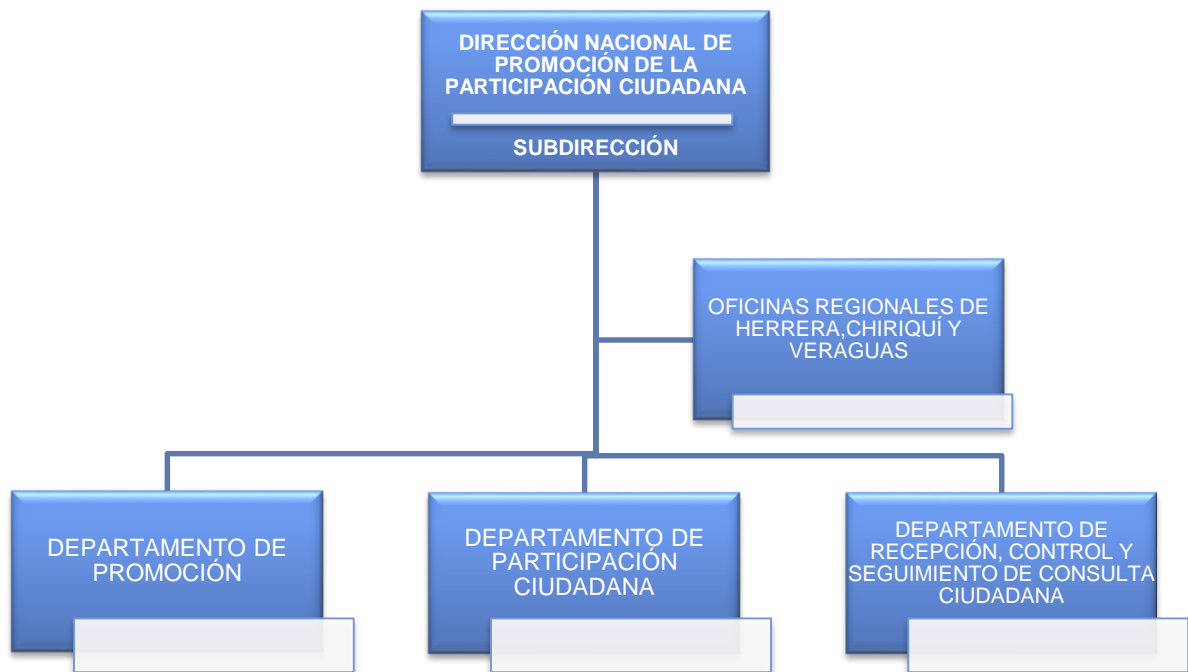 DIRECCIÓN NACIONAL DE
PROMOCIÓN DE LA
PARTICIPACIÓN CIUDADANA
SUBDIRECCIÓN
OFICINAS REGIONALES DE
HERRERA,CHIRIQUÍ Y
VERAGUAS
DEPARTAMENTO DE
PROMOCIÓN
DEPARTAMENTO DE
PARTICIPACIÓN
CIUDADANA
DEPARTAMENTO DE
RECEPCIÓN, CONTROL Y
SEGUIMIENTO DE CONSULTA
CIUDADANA